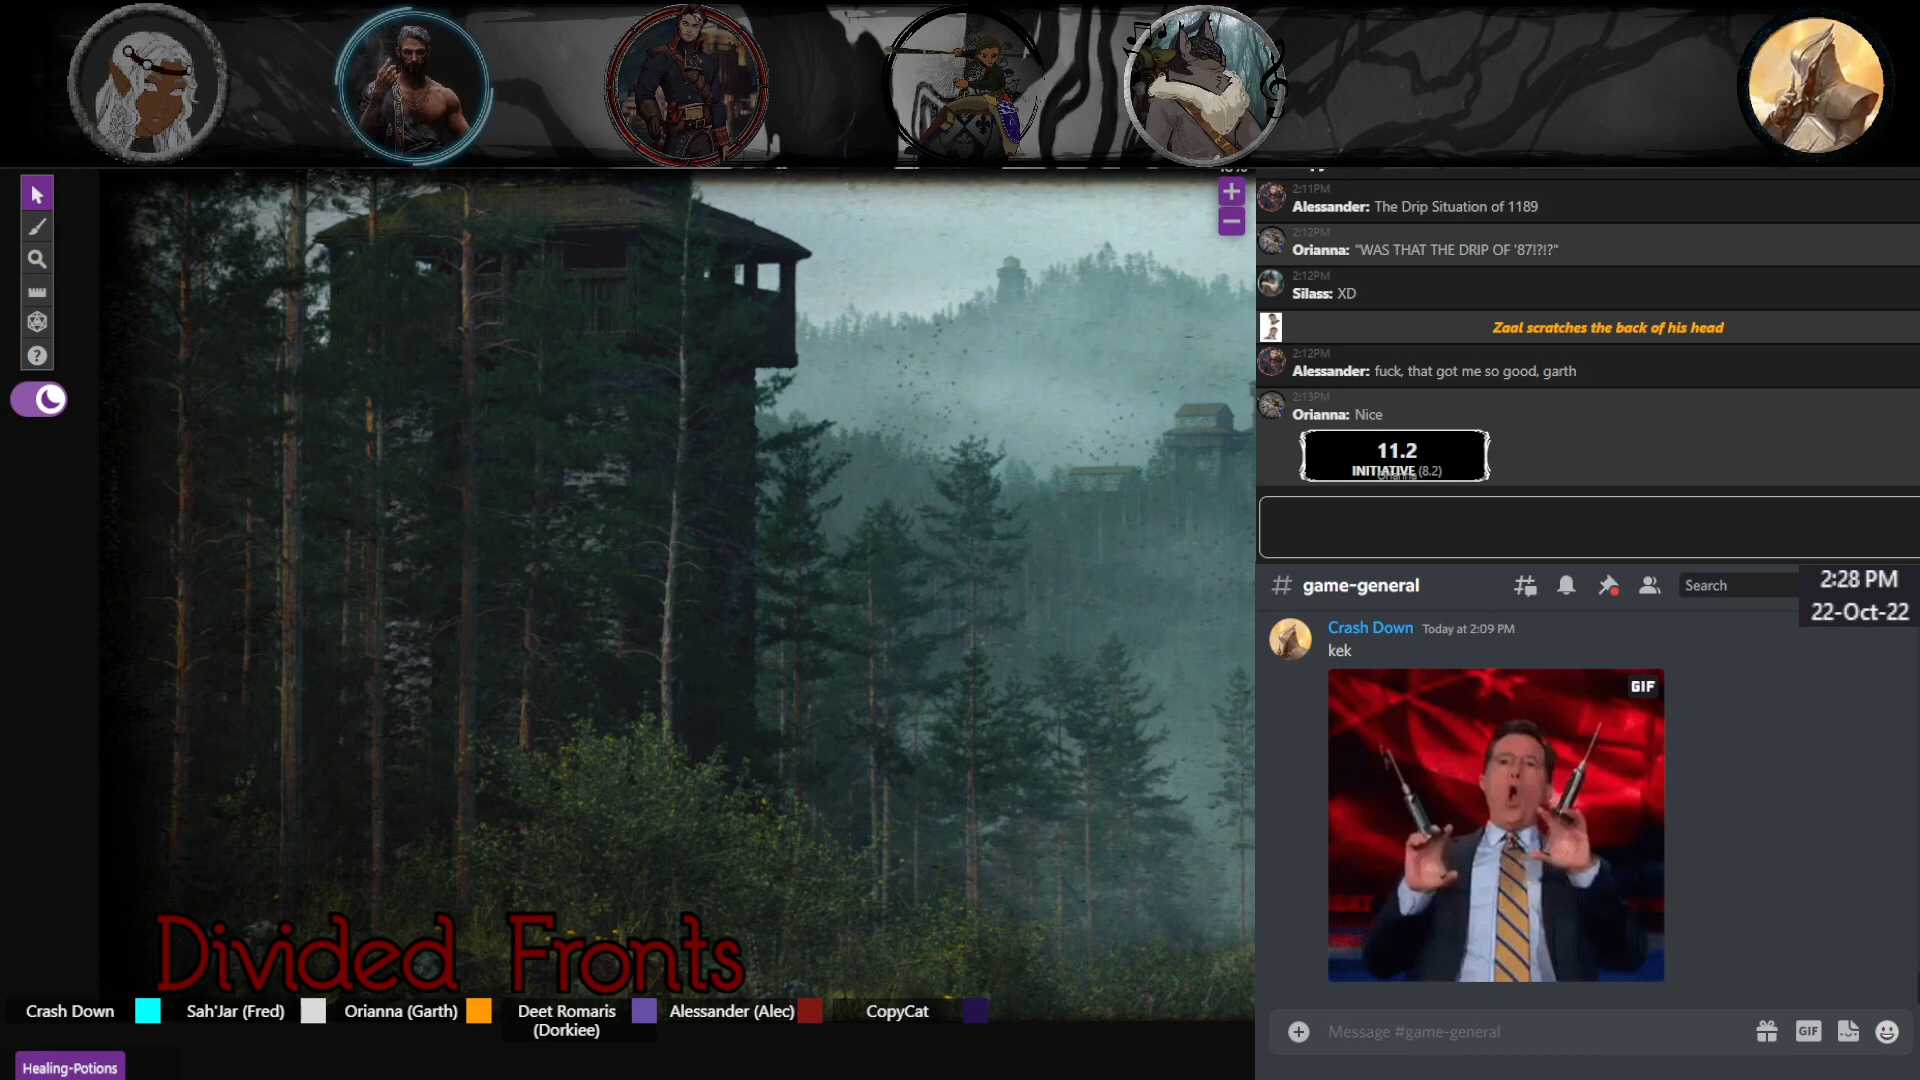 2:11PM
Alessander: The Drip Situation of 1189
2:12PM
Orianna: "WAS THAT THE DRIP OF '87!?!?"
2:12PM
Silass: XD
Zaal scratches the back of his head
2:12PM
Alessander: fuck, that got me so good, garth
2:13PM
Orianna: Nice
11.2
INITIATIVE (8.2)
Orianna
# game-general
Search
2:28 PM
22-Oct-22
Crash Down Today at 2:09 PM
kek
GIF
Divided Fronts
Crash Down
Sah'Jar (Fred)
Orianna (Garth)
Deet Romaris
(Dorkiee)
Alessander (Alec)
CopyCat
Message #game-general
GIF
Healing-Potions